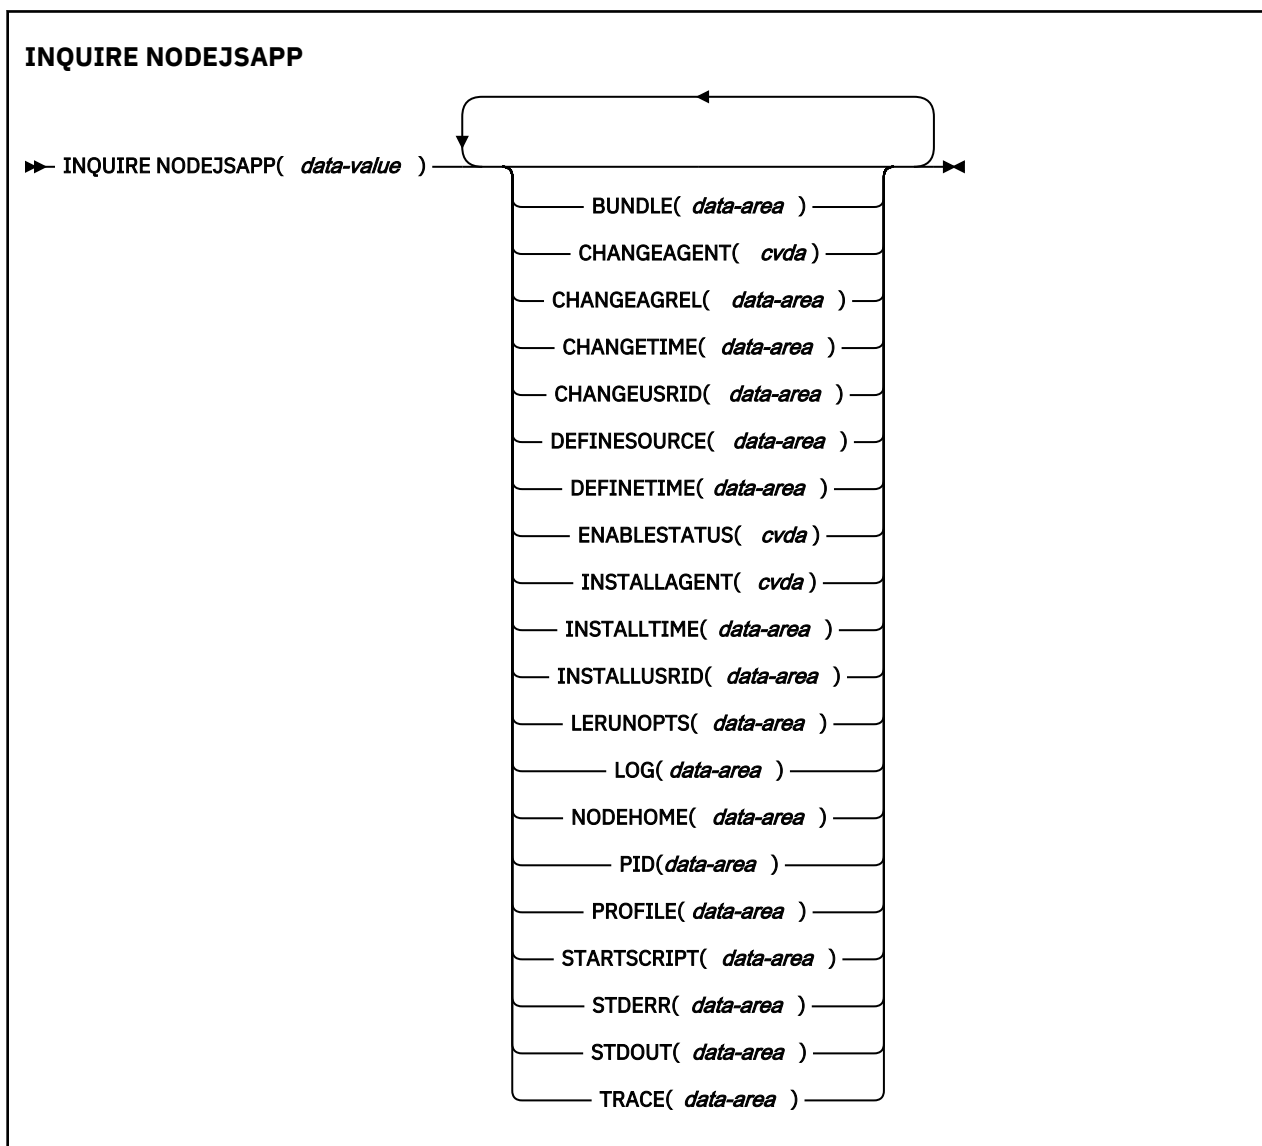 INQUIRE NODEJSAPP
INQUIRE NODEJSAPP( data-value )
BUNDLE( data-area )
CHANGEAGENT( cvda )
CHANGEAGREL( data-area )
CHANGETIME( data-area )
CHANGEUSRID( data-area )
DEFINESOURCE( data-area )
DEFINETIME( data-area )
ENABLESTATUS( cvda )
INSTALLAGENT( cvda )
INSTALLTIME( data-area )
INSTALLUSRID( data-area )
LERUNOPTS( data-area )
LOG( data-area )
NODEHOME( data-area )
PID( data-area )
PROFILE( data-area )
STARTSCRIPT( data-area )
STDERR( data-area )
STDOUT( data-area )
TRACE( data-area )